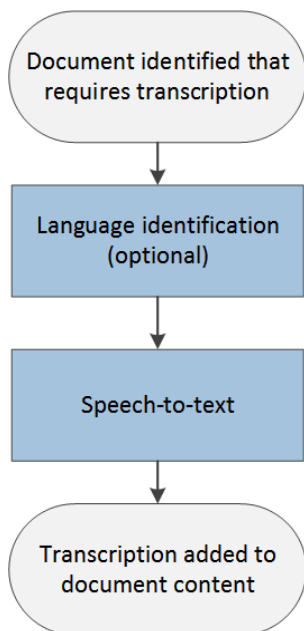 Document identified that
requires transcription
Language identification
(optional)
Speech-to-text
Transcription added to
document content